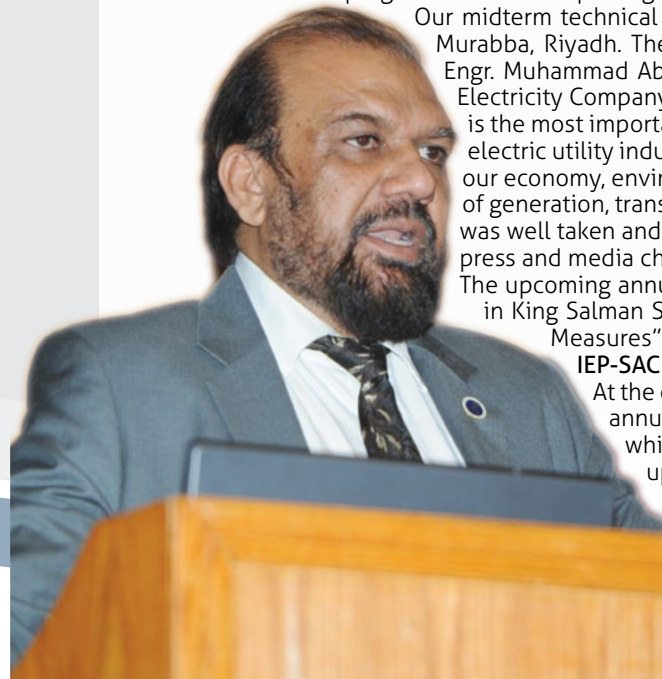 Our midterm technical
Murabba, Riyadh. The
Engr. Muhammad Ab
Electricity Company
is the most importa
electric utility indu
our economy, envir
of generation, trans
was well taken and
press and media ch
The upcoming annu
in King Salman S
Measures”
IEP-SAC
At the
annu
whi
u